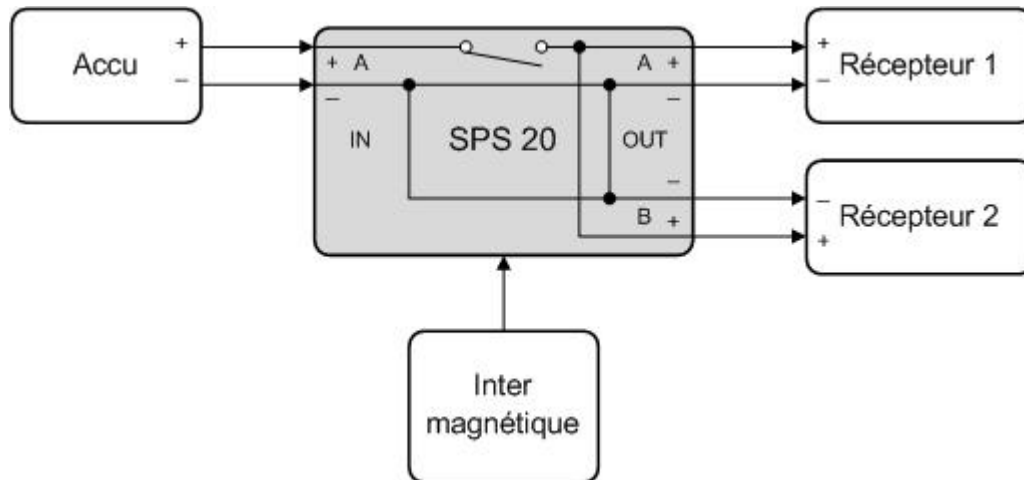 Accu
+
−
+ A
−
IN
SPS 20
A +
−
OUT
−
B +
+
−
Récepteur 1
−
+
Récepteur 2
Inter
magnétique